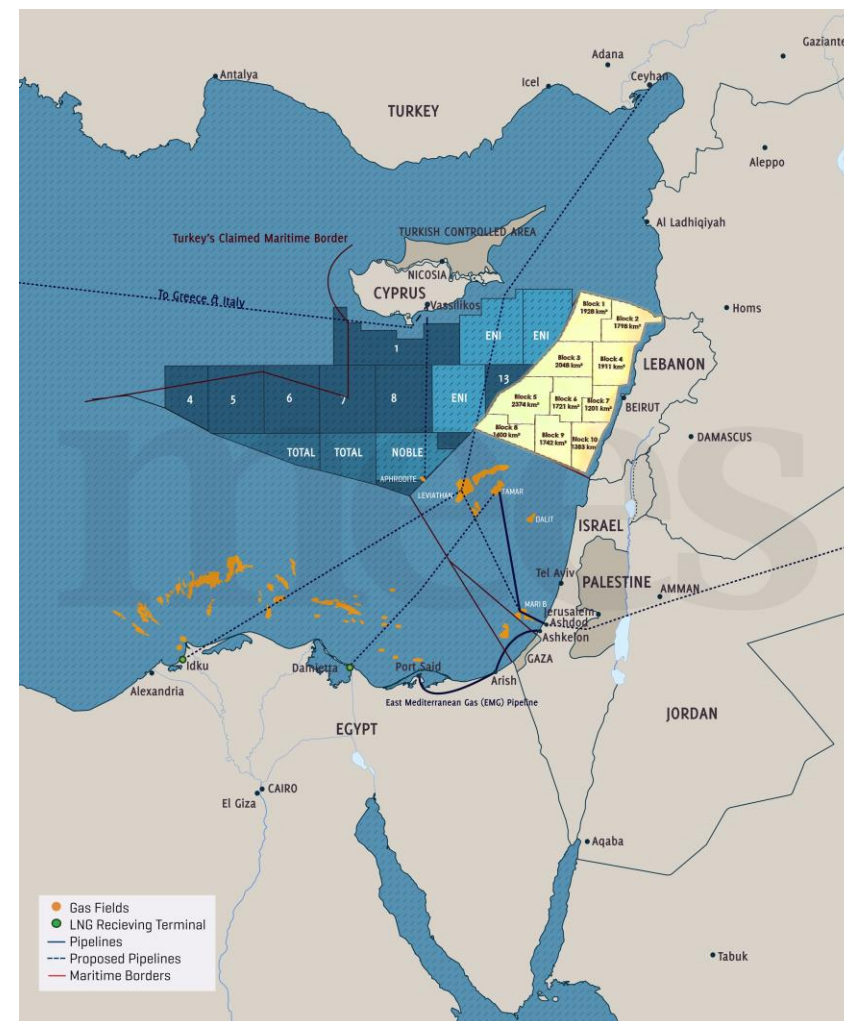 Gaziante
Adana
Antalya
Icel
Ceyhan
TURKEY
Aleppo
Al Ladhiqiyah
TURKISH CONTROLLED AREA
Turkey's Claimed Maritime Border
NICOSIA
CYPRUS
To Greece & Italy
Vassilikos
Block 1
1928 km²
Block 2
1798 km²
Homs
ENI
ENI
1
Block 3
2048 km²
Block 4
1911 km²
LEBANON
13
4
5
6
7
8
ENI
Block 5
2374 km²
Block 6
1721 km²
Block 7
1201 km²
BEIRUT
Block 8
1400 km²
Block 9
1742 km²
Block 10
1383 km²
DAMASCUS
TOTAL
TOTAL
NOBLE
APHRODITE
LEVIATHAN
TAMAR
mees
DALIT
ISRAEL
Tel Aviv
PALESTINE
AMMAN
MARI B
Jerusalem
Ashdod
Ashkelon
GAZA
Idku
Damietta
Port Said
Arish
Alexandria
East Mediterranean Gas (EMG) Pipeline
JORDAN
EGYPT
CAIRO
El Giza
Aqaba
Tabuk
Gas Fields
LNG Recieving Terminal
Pipelines
Proposed Pipelines
Maritime Borders